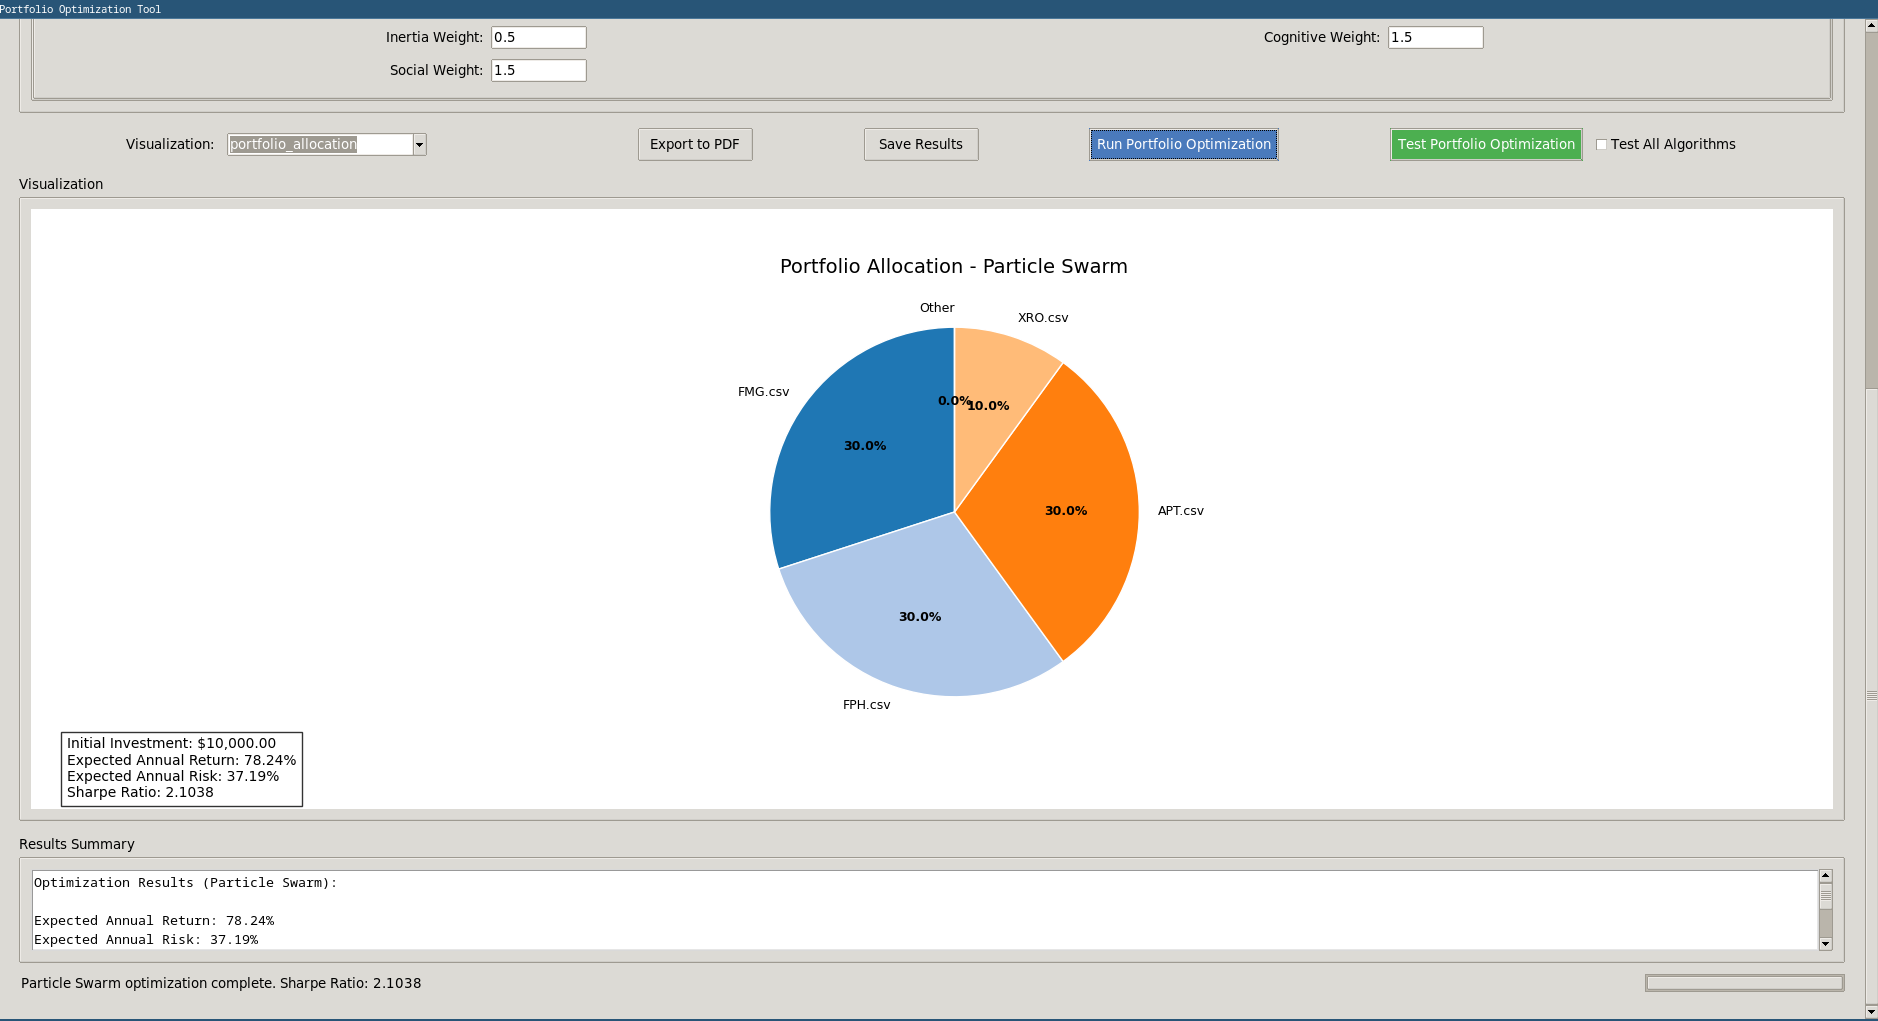 Portfolio Optimization Tool
Inertia Weight: 0.5
Cognitive Weight: 1.5
Social Weight: 1.5
Visualization: portfolio_allocation
Export to PDF
Save Results
Run Portfolio Optimization
Test Portfolio Optimization
Test All Algorithms
Visualization
Portfolio Allocation - Particle Swarm
Other
XRO.csv
FMG.csv
0.0%
10.0%
30.0%
30.0%
APT.csv
30.0%
FPH.csv
Initial Investment: $10,000.00
Expected Annual Return: 78.24%
Expected Annual Risk: 37.19%
Sharpe Ratio: 2.1038
Results Summary
Optimization Results (Particle Swarm):
Expected Annual Return: 78.24%
Expected Annual Risk: 37.19%
Particle Swarm optimization complete. Sharpe Ratio: 2.1038